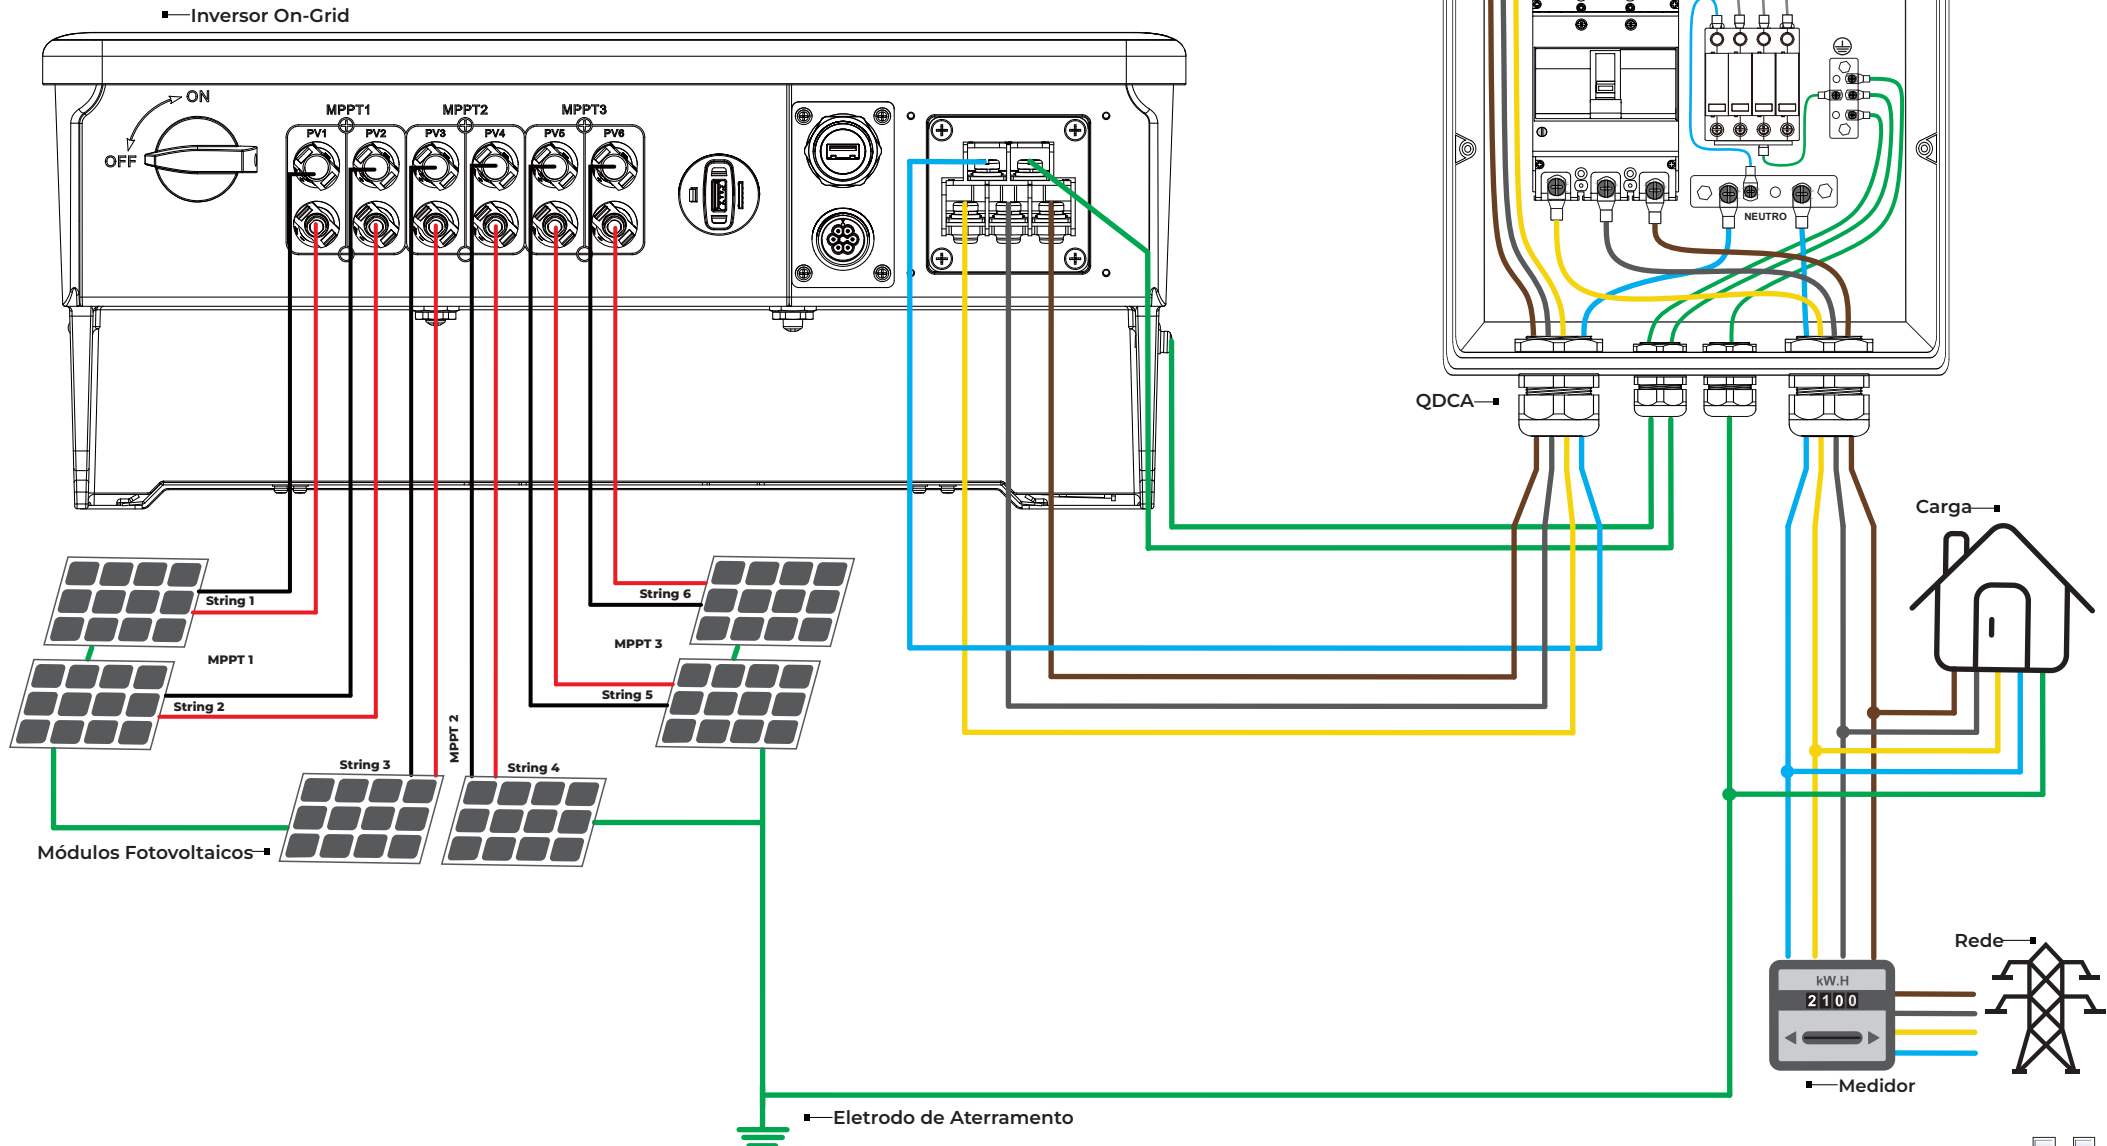 Inversor On-Grid
ON
OFF
MPPT1
MPPT2
MPPT3
PV1
PV2
PV3
PV4
PV5
PV6
NEUTRO
QDCA
Carga
String 1
MPPT 1
String 2
String 3
MPPT 2
String 4
String 6
MPPT 3
String 5
Módulos Fotovoltaicos
Rede
kW.H
2100
Medidor
Eletrodo de Aterramento